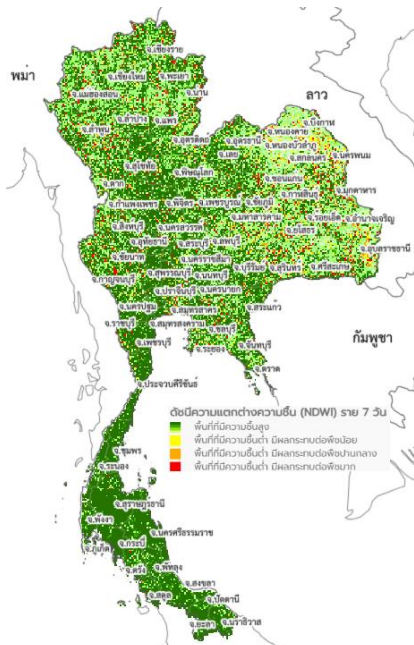 พม่า
ลาว
กัมพูชา
จ.เชียงราย
จ.เชียงใหม่
จ.พะเยา
จ.แม่ฮ่องสอน
จ.น่าน
จ.ลำปาง
จ.แพร่
จ.ลำพูน
จ.อุตรดิตถ์
จ.บึงกาฬ
จ.หนองคาย
จ.อุดรธานี
จ.หนองบัวลำภู
จ.เลย
จ.สกลนคร
จ.นครพนม
จ.สุโขทัย
จ.พิษณุโลก
จ.ขอนแก่น
จ.ตาก
จ.กาฬสินธุ์
จ.มุกดาหาร
จ.กำแพงเพชร
จ.พิจิตร
จ.เพชรบูรณ์
จ.ชัยภูมิ
จ.มหาสารคาม
จ.ร้อยเอ็ด
จ.อำนาจเจริญ
จ.สิงห์บุรี
จ.นครสวรรค์
จ.ยโสธร
จ.อุทัยธานี
จ.สระบุรี
จ.ลพบุรี
จ.อุบลราชธานี
จ.ชัยนาท
จ.นครราชสีมา
จ.บุรีรัมย์
จ.สุรินทร์
จ.ศรีสะเกษ
จ.กาญจนบุรี
จ.สุพรรณบุรี
จ.นนทบุรี
จ.ปราจีนบุรี
จ.นครนายก
จ.นครปฐม
จ.สมุทรสาคร
จ.สระแก้ว
จ.ราชบุรี
จ.สมุทรสงคราม
จ.ชลบุรี
จ.เพชรบุรี
จ.ระยอง
จ.จันทบุรี
จ.ตราด
จ.ประจวบคีรีขันธ์
ดัชนีความแตกต่างความชื้น (NDWI) ราย 7 วัน
พื้นที่ที่มีความชื้นสูง
พื้นที่ที่มีความชื้นต่ำ มีผลกระทบต่อพืชน้อย
พื้นที่ที่มีความชื้นต่ำ มีผลกระทบต่อพืชปานกลาง
พื้นที่ที่มีความชื้นต่ำ มีผลกระทบต่อพืชมาก
จ.ชุมพร
จ.ระนอง
จ.สุราษฎร์ธานี
จ.พังงา
จ.นครศรีธรรมราช
จ.ภูเก็ต
จ.กระบี่
จ.ตรัง
จ.พัทลุง
จ.สงขลา
จ.สตูล
จ.ปัตตานี
จ.ยะลา
จ.นราธิวาส